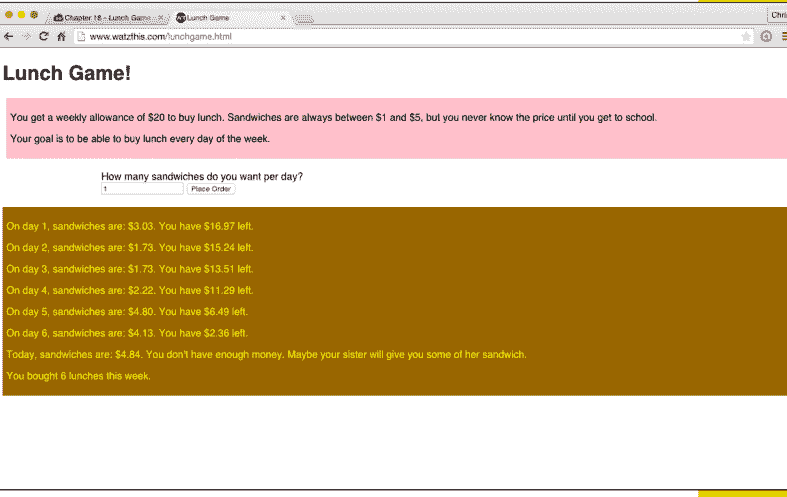 Chapter 18 - Lunch Game
Lunch Game
Chri
www.watzthis.com/lunchgame.html
Lunch Game!
You get a weekly allowance of $20 to buy lunch. Sandwiches are always between $1 and $5, but you never know the price until you get to school.
Your goal is to be able to buy lunch every day of the week.
How many sandwiches do you want per day?
1 Place Order
On day 1, sandwiches are: $3.03. You have $16.97 left.
On day 2, sandwiches are: $1.73. You have $15.24 left.
On day 3, sandwiches are: $1.73. You have $13.51 left.
On day 4, sandwiches are: $2.22. You have $11.29 left.
On day 5, sandwiches are: $4.80. You have $6.49 left.
On day 6, sandwiches are: $4.13. You have $2.36 left.
Today, sandwiches are: $4.84. You don't have enough money. Maybe your sister will give you some of her sandwich.
You bought 6 lunches this week.